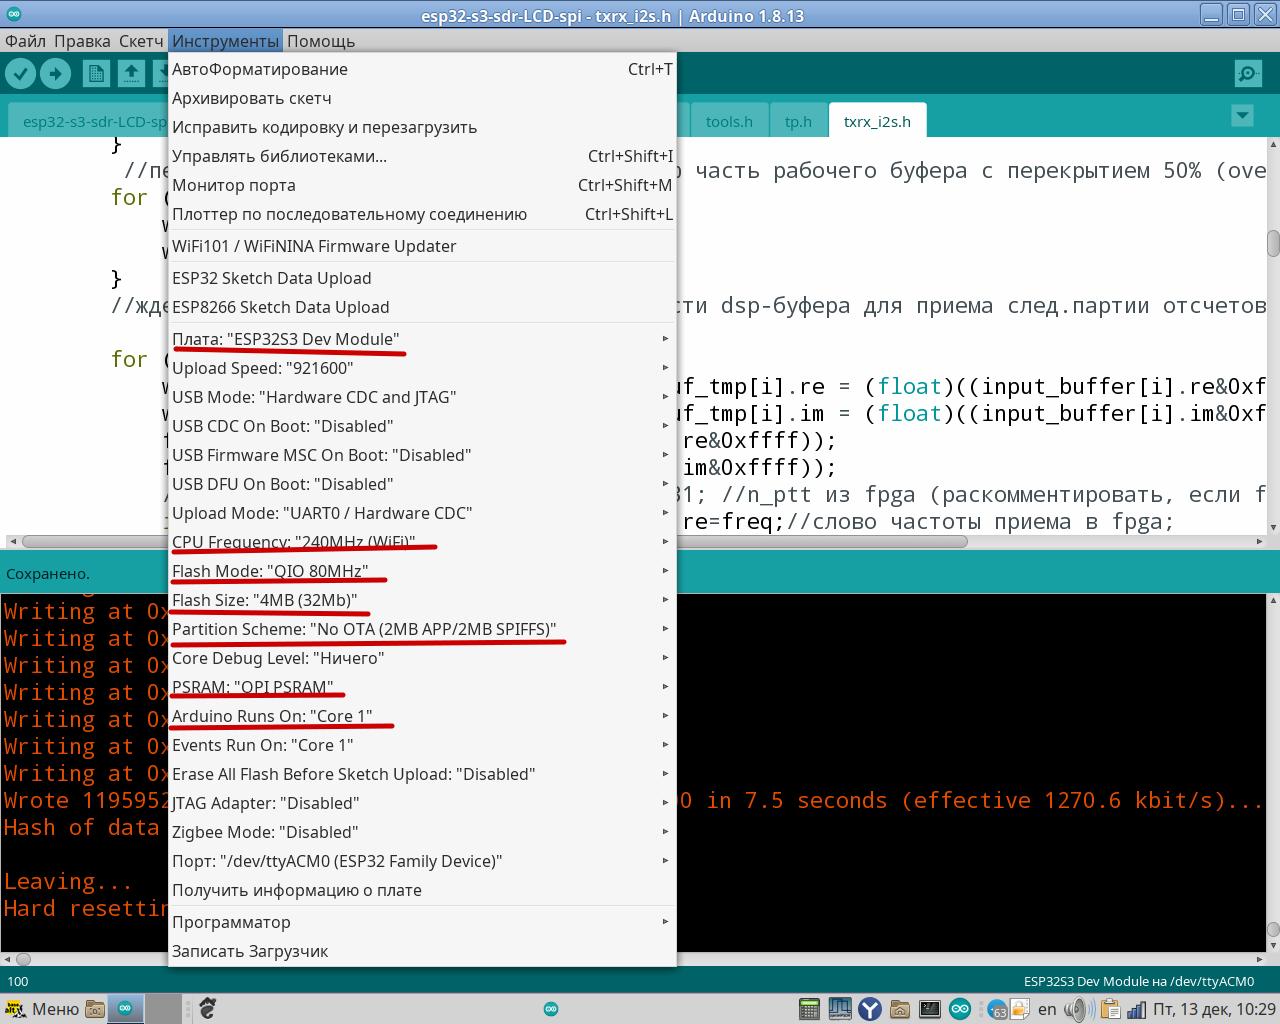 esp32-s3-sdr-LCD-spi - txrx_i2s.h | Arduino 1.8.13
Файл Правка Скетч Инструменты Помощь
АвтоФорматирование Ctrl+T
Архивировать скетч
Исправить кодировку и перезагрузить
Управлять библиотеками... Ctrl+Shift+I
Монитор порта Ctrl+Shift+M
Плоттер по последовательному соединению Ctrl+Shift+L
WiFi101 / WiFiNINA Firmware Updater
ESP32 Sketch Data Upload
ESP8266 Sketch Data Upload
Плата: "ESP32S3 Dev Module"
Upload Speed: "921600"
USB Mode: "Hardware CDC and JTAG"
USB CDC On Boot: "Disabled"
USB Firmware MSC On Boot: "Disabled"
USB DFU On Boot: "Disabled"
Upload Mode: "UART0 / Hardware CDC"
CPU Frequency: "240MHz (WiFi)"
Flash Mode: "QIO 80MHz"
Flash Size: "4MB (32Mb)"
Partition Scheme: "No OTA (2MB APP/2MB SPIFFS)"
Core Debug Level: "Ничего"
PSRAM: "OPI PSRAM"
Arduino Runs On: "Core 1"
Events Run On: "Core 1"
Erase All Flash Before Sketch Upload: "Disabled"
JTAG Adapter: "Disabled"
Zigbee Mode: "Disabled"
Порт: "/dev/ttyACM0 (ESP32 Family Device)"
Получить информацию о плате
Программатор
Записать Загрузчик
esp32-s3-sdr-LCD-sp tools.h tp.h txrx_i2s.h
}
//пе часть рабочего буфера с перекрытием 50% (ove
for (
}
//жде сти dsp-буфера для приема след.партии отсчетов
for (
uf_tmp[i].re = (float)((input_buffer[i].re&0xf
uf_tmp[i].im = (float)((input_buffer[i].im&0xf
re&0xffff));
im&0xffff));
31; //n_ptt из fpga (раскомментировать, если f
re=freq;//слово частоты приема в fpga;
Сохранено.
Writing at 0x
Writing at 0x
Writing at 0x
Writing at 0x
Writing at 0x
Writing at 0x
Writing at 0x
Wrote 1195952 0 in 7.5 seconds (effective 1270.6 kbit/s)...
Hash of data
Leaving...
Hard resettin
100 ESP32S3 Dev Module на /dev/ttyACM0
Меню 63 en Пт, 13 дек, 10:29